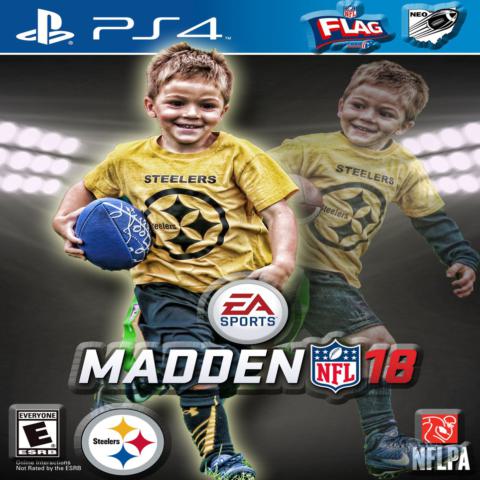 PS4
NFL
FLAG
NEO
STEELERS
Steelers
STEELERS
EA
SPORTS
MADDEN NFL 18
EVERYONE
E
ESRB
Online Interactions
Not Rated by the ESRB
Steelers
NFLPA